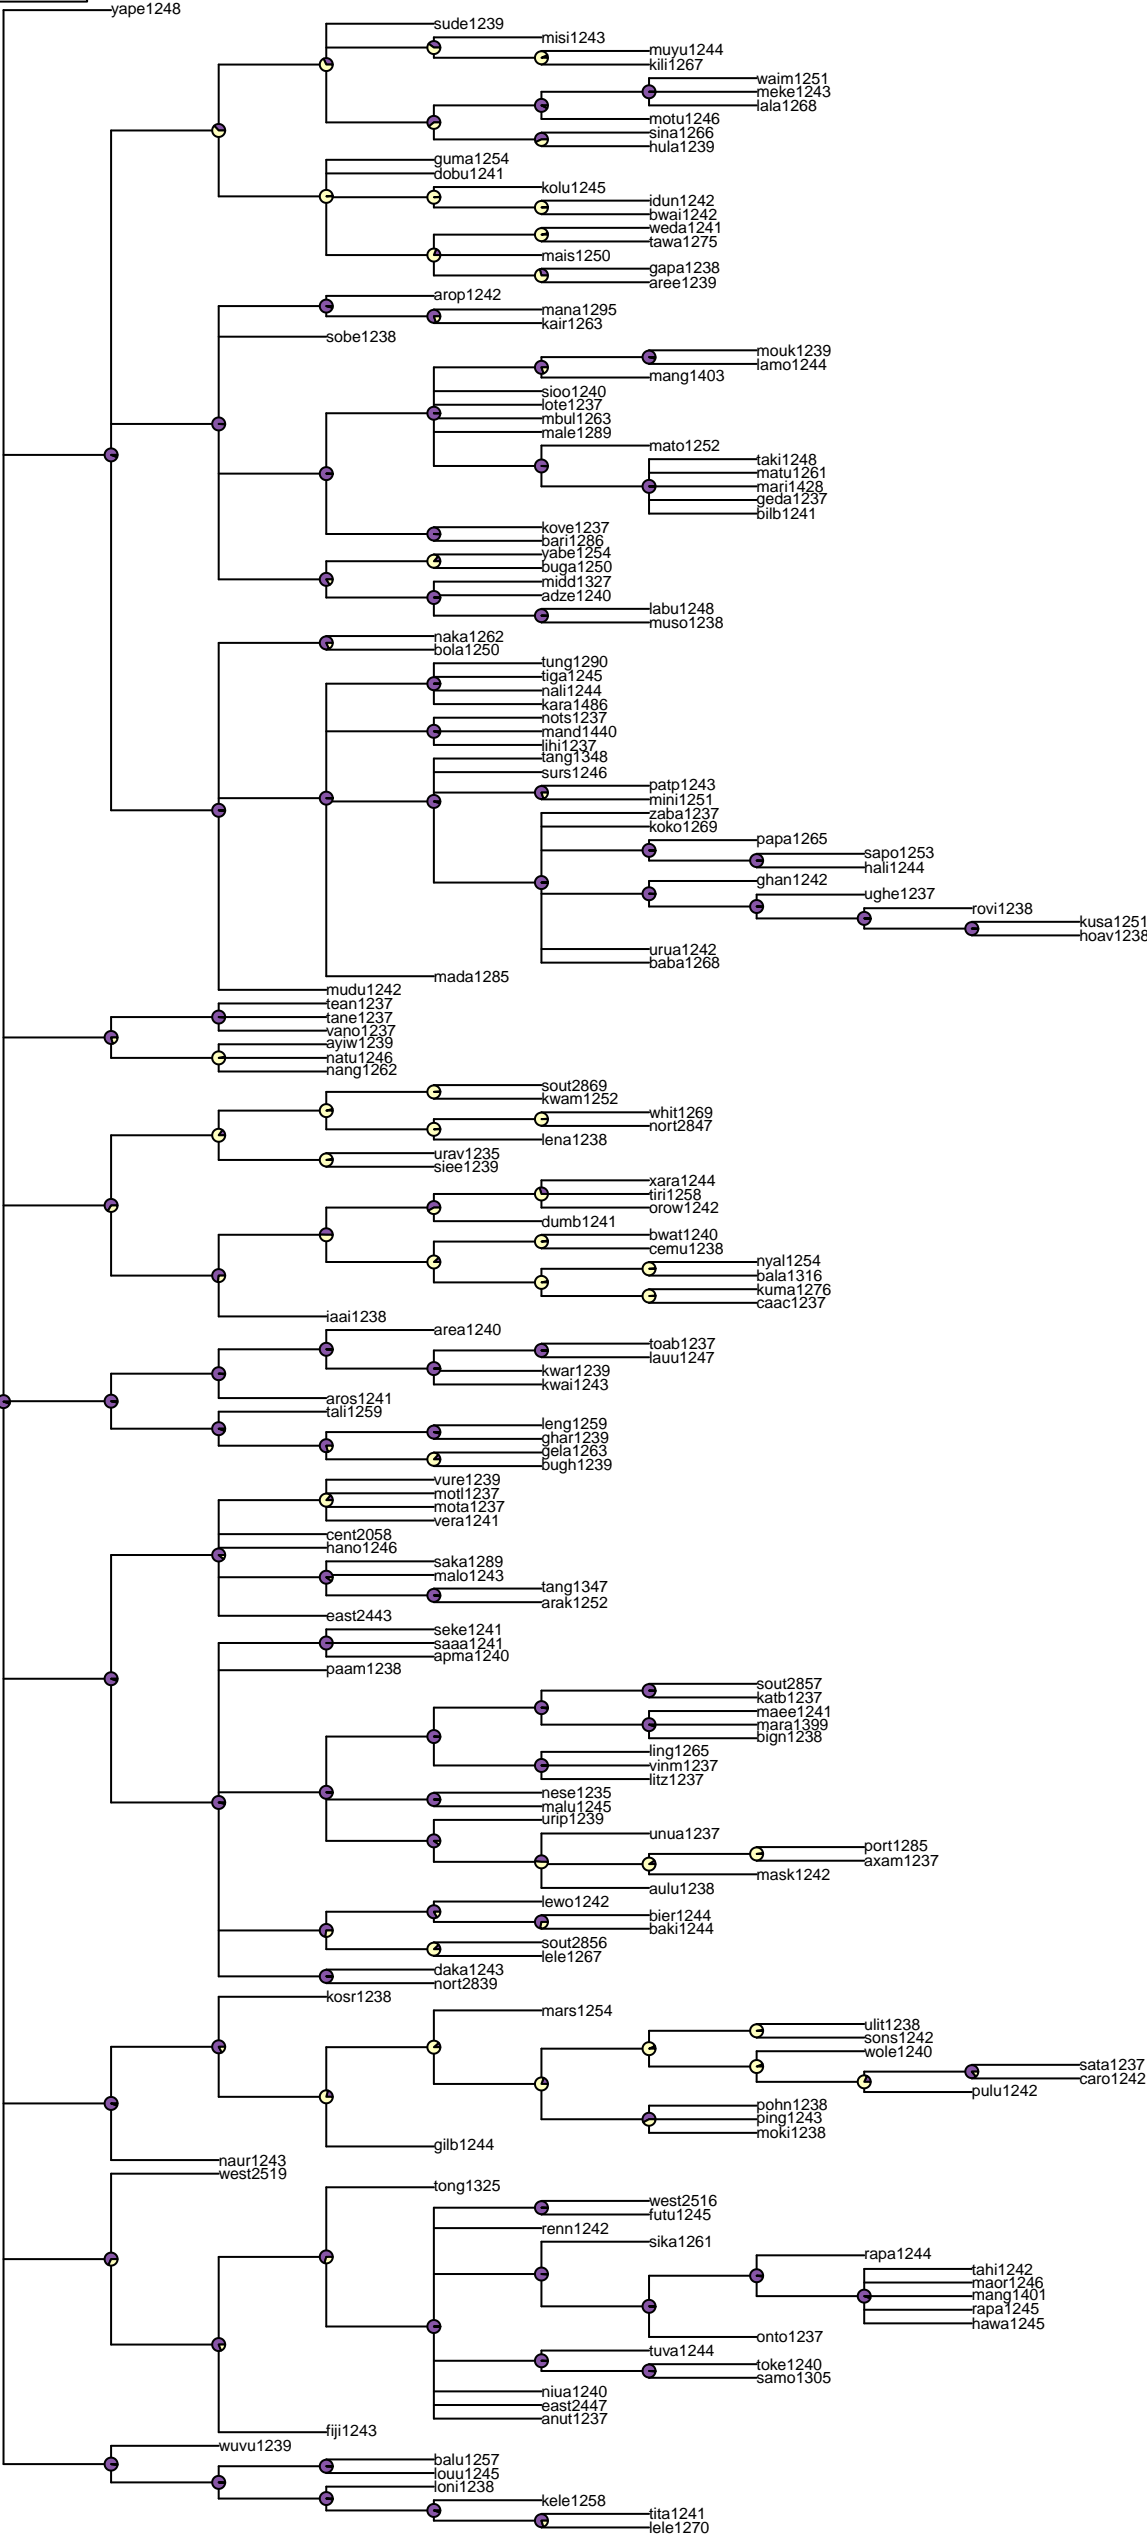 yape1248
sude1239
misi1243
muyu1244
kili1267
waim1251
meke1243
lala1268
motu1246
sina1266
hula1239
guma1254
dobu1241
kolu1245
idun1242
bwai1242
weda1241
tawa1275
mais1250
gapa1238
aree1239
arop1242
mana1295
kair1263
sobe1238
mouk1239
lamo1244
mang1403
sioo1240
lote1237
mbul1263
male1289
mato1252
taki1248
matu1261
mari1428
geda1237
bilb1241
kove1237
bari1286
yabe1254
buga1250
midd1327
adze1240
labu1248
muso1238
naka1262
bola1250
tung1290
tiga1245
nali1244
kara1486
nots1237
mand1440
lihi1237
tang1348
surs1246
patp1243
mini1251
zaba1237
koko1269
papa1265
sapo1253
hali1244
ghan1242
ughe1237
rovi1238
kusa1251
hoav1238
urua1242
baba1268
mada1285
mudu1242
tean1237
tane1237
vano1237
ayiw1239
natu1246
nang1262
sout2869
kwam1252
whit1269
nort2847
lena1238
urav1235
siee1239
xara1244
tiri1258
orow1242
dumb1241
bwat1240
cemu1238
nyal1254
bala1316
kuma1276
caac1237
iaai1238
area1240
toab1237
lauu1247
kwar1239
kwai1243
aros1241
tali1259
leng1259
ghar1239
gela1263
bugh1239
vure1239
motl1237
mota1237
vera1241
cent2058
hano1246
saka1289
malo1243
tang1347
arak1252
east2443
seke1241
saaa1241
apma1240
paam1238
sout2857
katb1237
maee1241
mara1399
bign1238
ling1265
vinm1237
litz1237
nese1235
malu1245
urip1239
unua1237
port1285
axam1237
mask1242
aulu1238
lewo1242
bier1244
baki1244
sout2856
lele1267
daka1243
nort2839
kosr1238
mars1254
ulit1238
sons1242
wole1240
sata1237
caro1242
pulu1242
pohn1238
ping1243
moki1238
gilb1244
naur1243
west2519
tong1325
west2516
futu1245
renn1242
sika1261
rapa1244
tahi1242
maor1246
mang1401
rapa1245
hawa1245
onto1237
tuva1244
toke1240
samo1305
niua1240
east2447
anut1237
fiji1243
wuvu1239
balu1257
louu1245
loni1238
kele1258
tita1241
lele1270